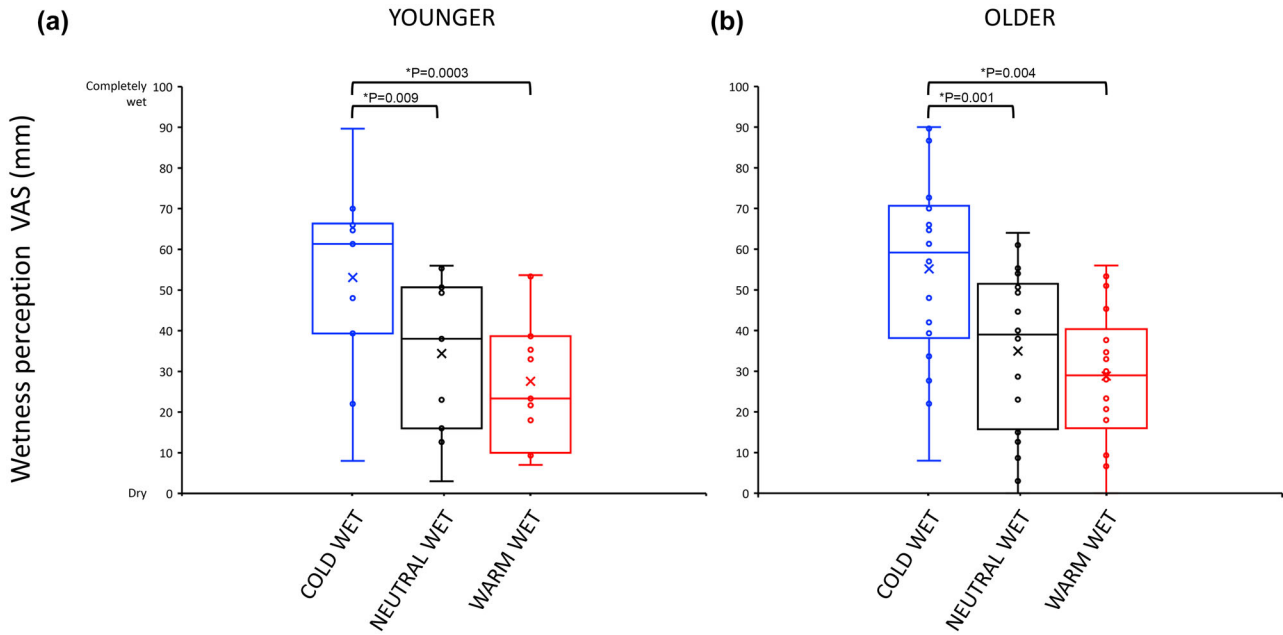 (a)
YOUNGER
(b)
OLDER
Wetness perception VAS (mm)
Completely
wet
Dry
*P=0.0003
*P=0.009
100
90
80
70
60
50
40
30
20
10
0
COLD WET
NEUTRAL WET
WARM WET
*P=0.004
*P=0.001
100
90
80
70
60
50
40
30
20
10
0
COLD WET
NEUTRAL WET
WARM WET